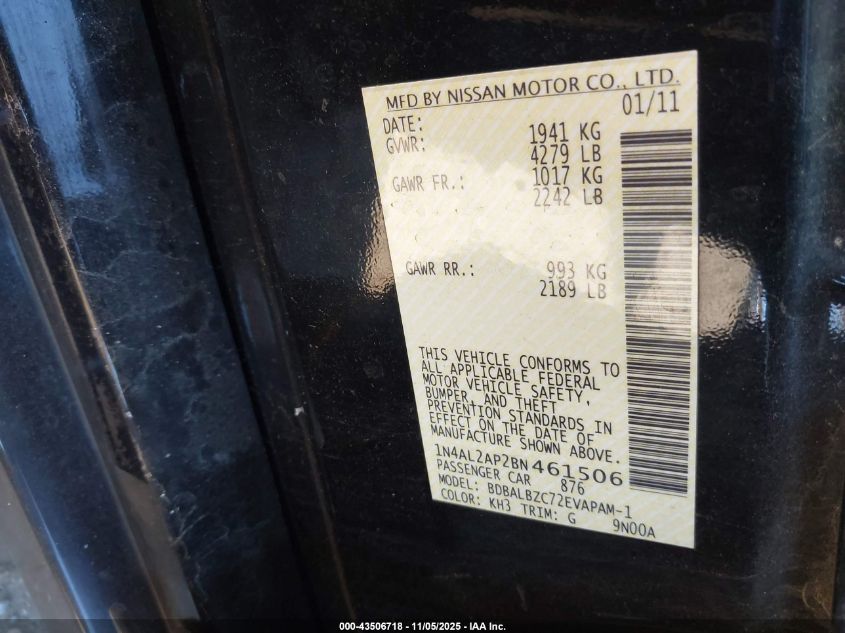 MFD BY NISSAN MOTOR CO., LTD.
DATE: 01/11
GVWR: 1941 KG
4279 LB
GAWR FR.: 1017 KG
2242 LB
GAWR RR.: 993 KG
2189 LB
THIS VEHICLE CONFORMS TO
ALL APPLICABLE FEDERAL
MOTOR VEHICLE SAFETY,
BUMPER, AND THEFT
PREVENTION STANDARDS IN
EFFECT ON THE DATE OF
MANUFACTURE SHOWN ABOVE.
1N4AL2AP2BN461506
PASSENGER CAR 876
MODEL: BDBALBZC72EVAPAM-1
COLOR: KH3 TRIM: G 9N00A
000-43506718 - 11/05/2025 - IAA Inc.